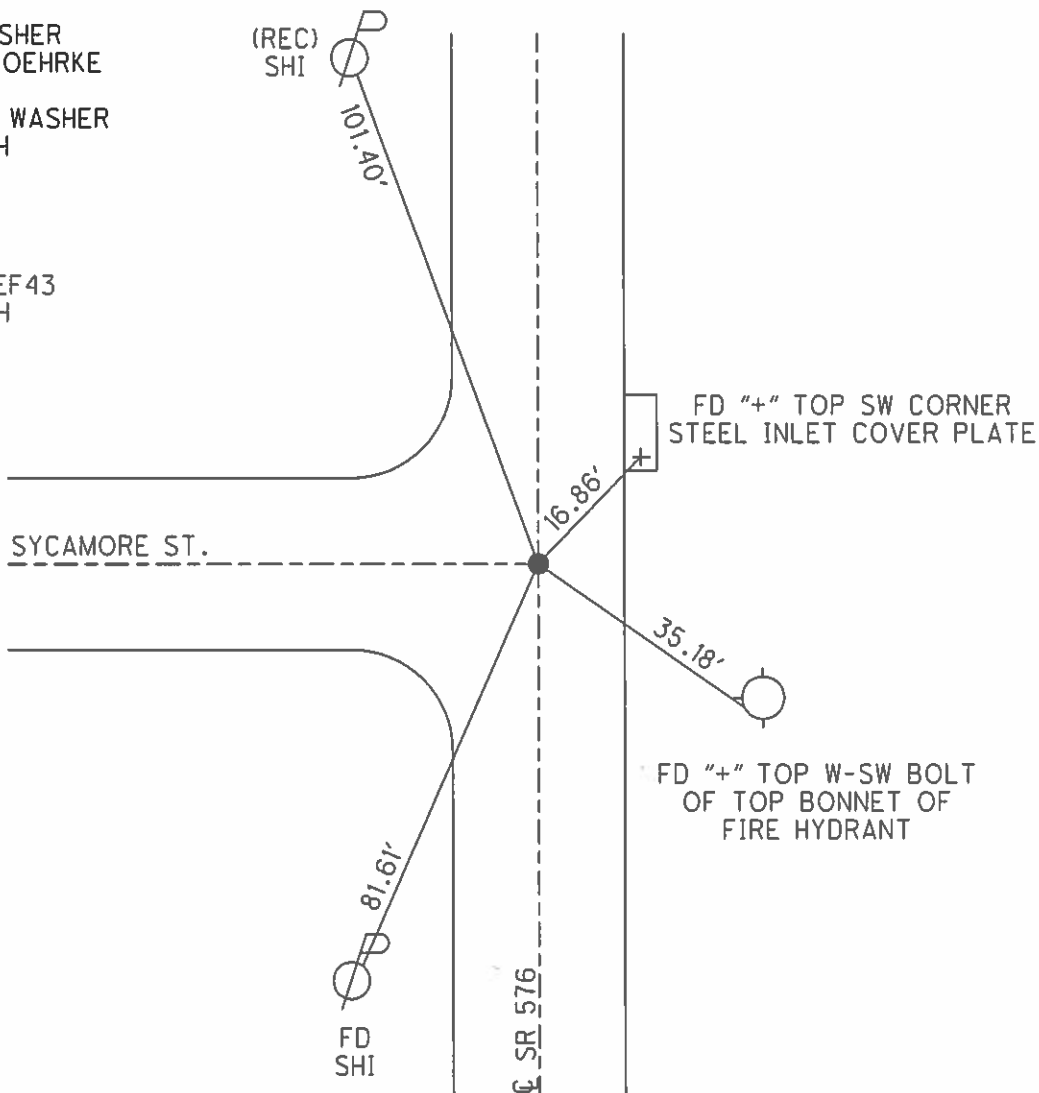 SHER
OEHRKE
WASHER
H
EF43
H
(REC)
SHI
101.40'
FD "+" TOP SW CORNER
STEEL INLET COVER PLATE
16.86'
SYCAMORE ST.
35.18'
FD "+" TOP W-SW BOLT
OF TOP BONNET OF
FIRE HYDRANT
81.61'
FD
SHI
℄ SR 576